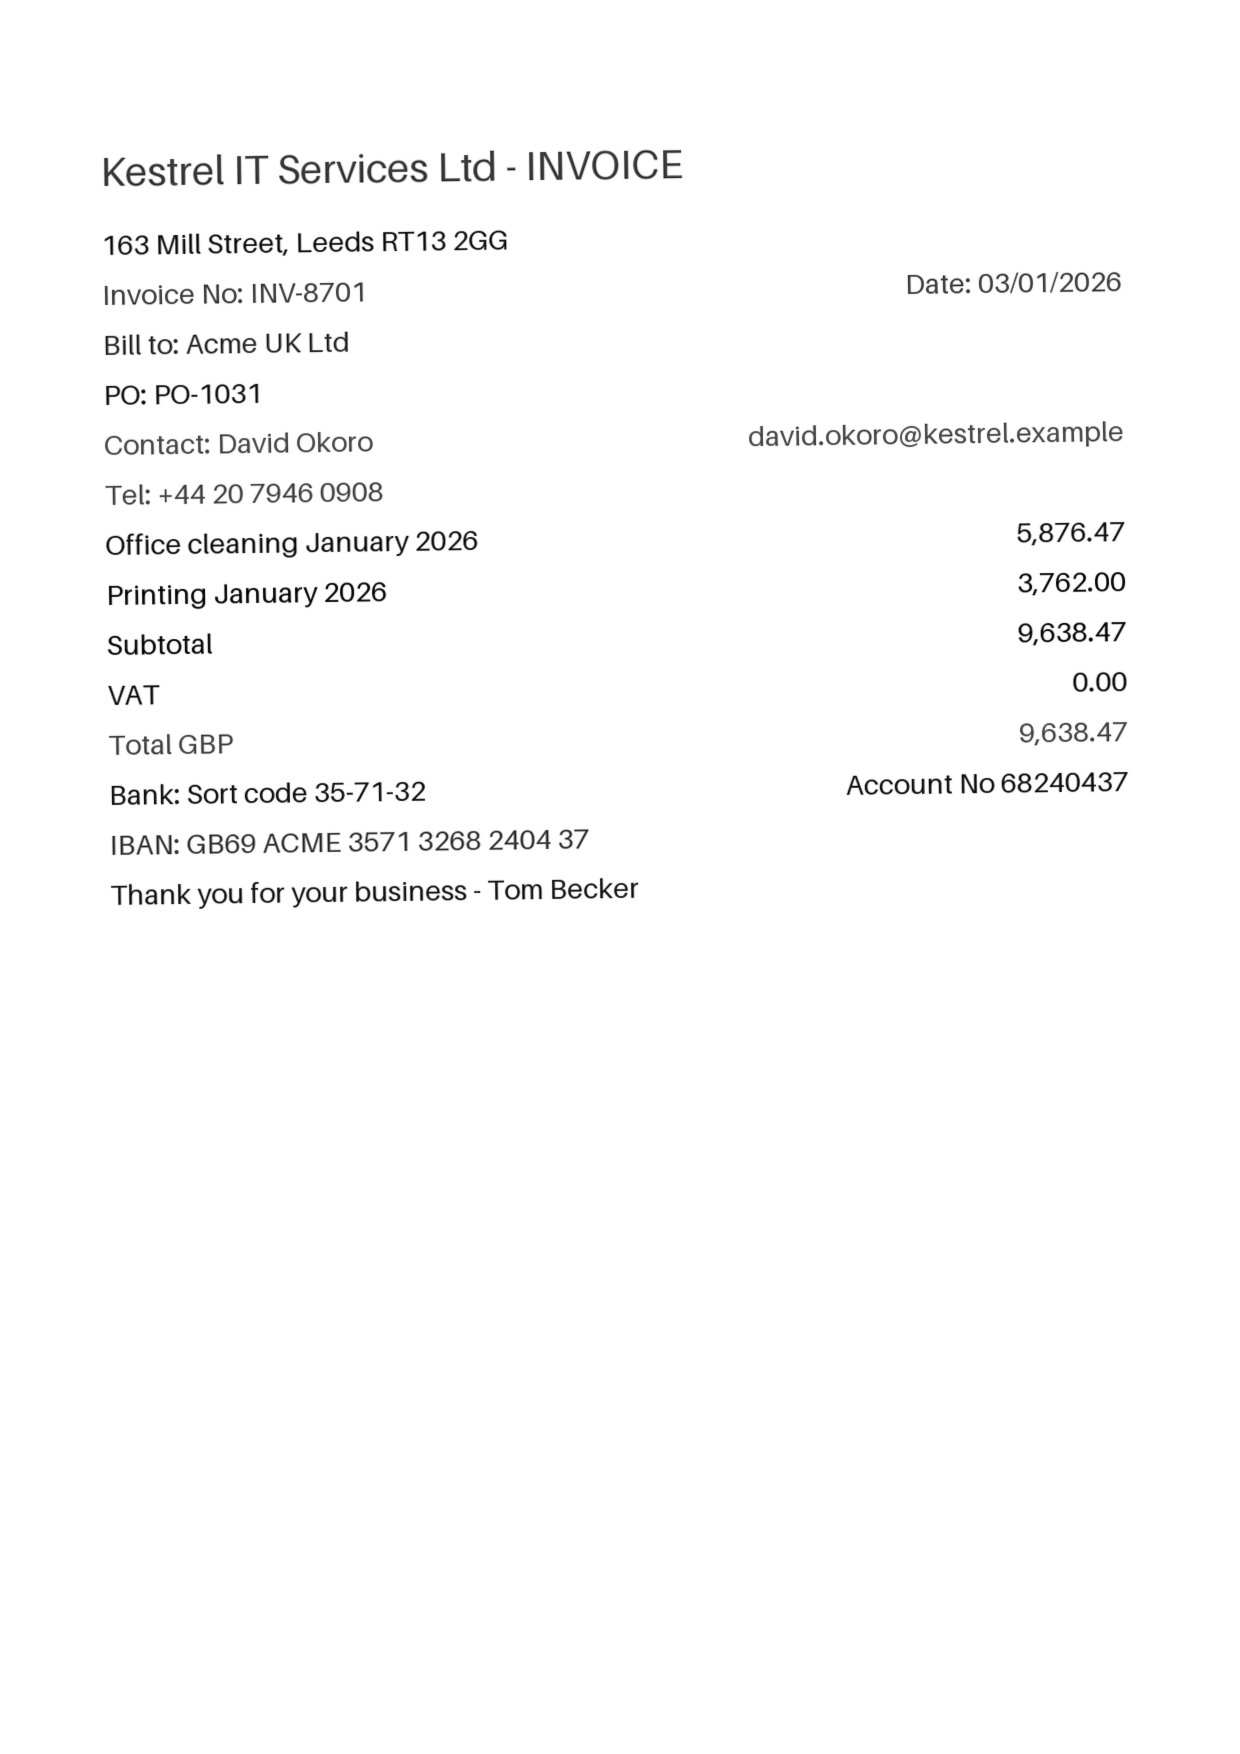 Kestrel IT Services Ltd - INVOICE
163 Mill Street, Leeds RT13 2GG
Invoice No: INV-8701 Date: 03/01/2026
Bill to: Acme UK Ltd
PO: PO-1031
Contact: David Okoro david.okoro@kestrel.example
Tel: +44 20 7946 0908
Office cleaning January 2026 5,876.47
Printing January 2026 3,762.00
Subtotal 9,638.47
VAT 0.00
Total GBP 9,638.47
Bank: Sort code 35-71-32 Account No 68240437
IBAN: GB69 ACME 3571 3268 2404 37
Thank you for your business - Tom Becker